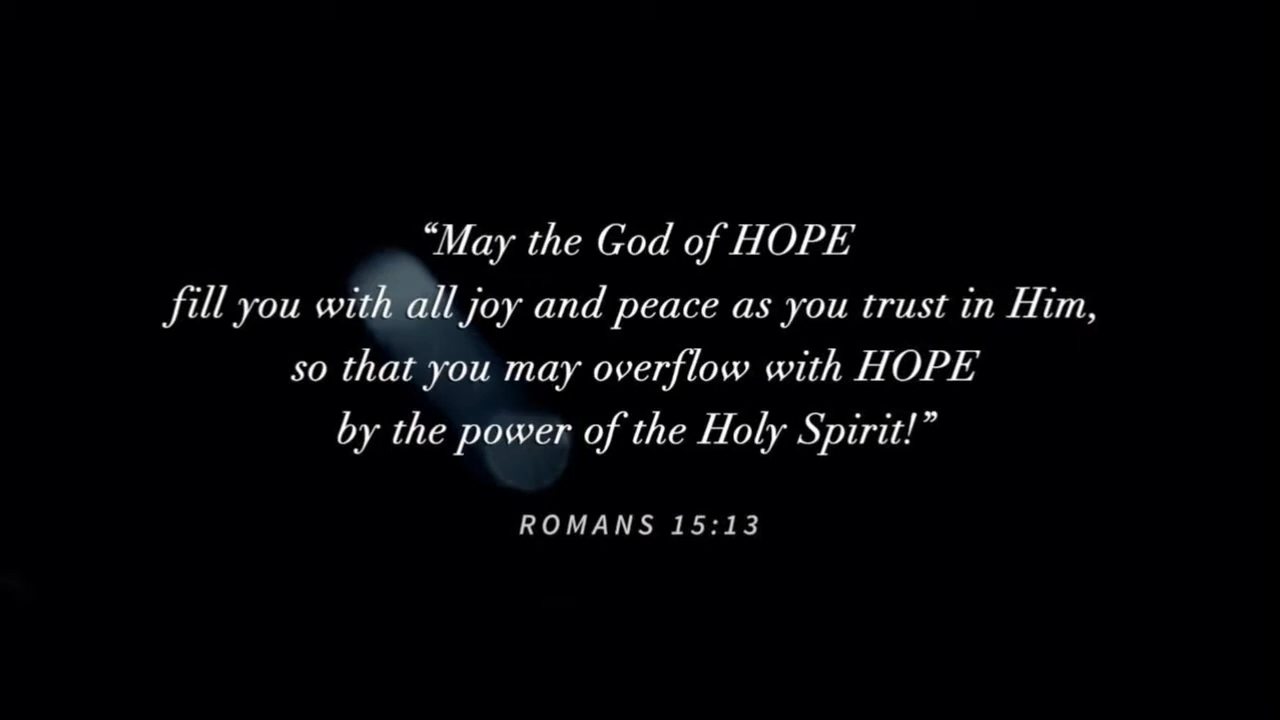 “May the God of HOPE
fill you with all joy and peace as you trust in Him,
so that you may overflow with HOPE
by the power of the Holy Spirit!”
ROMANS 15:13